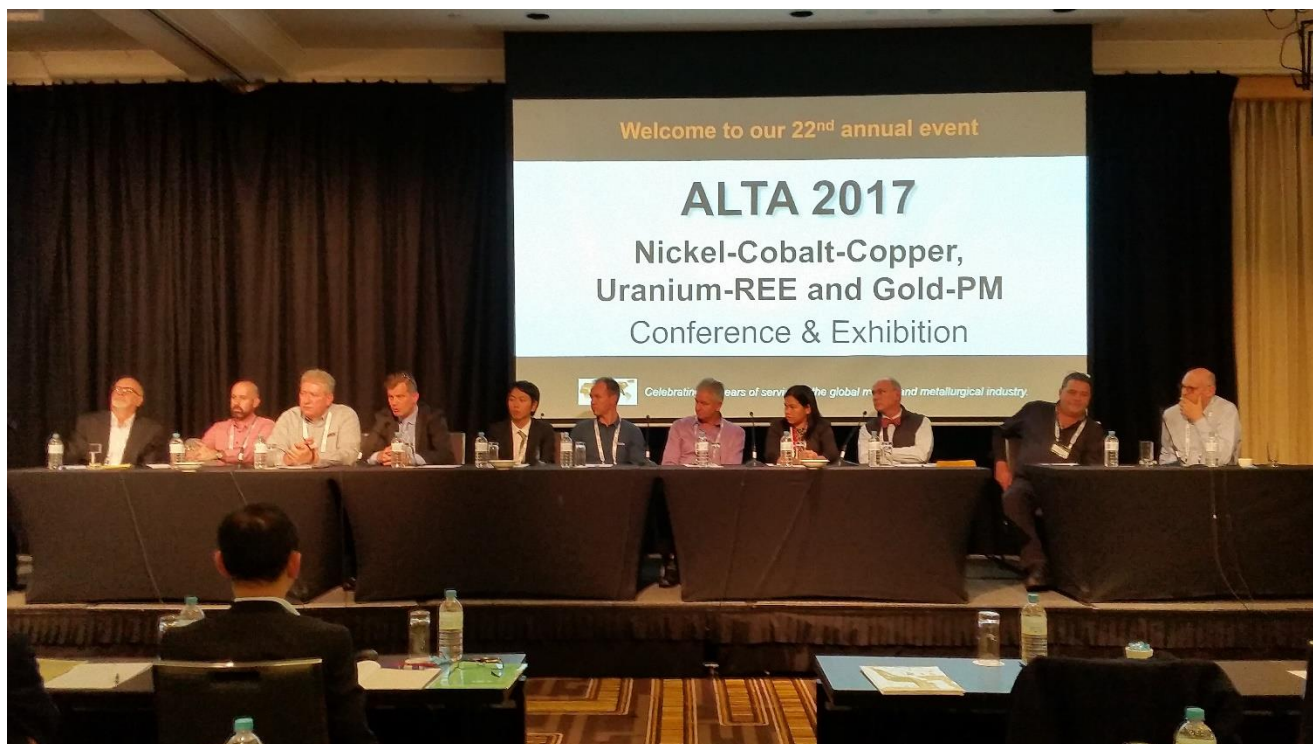 Welcome to our 22nd annual event
ALTA 2017
Nickel-Cobalt-Copper,
Uranium-REE and Gold-PM
Conference & Exhibition
Celebrating ears of servi the global m and metallurgical industry.